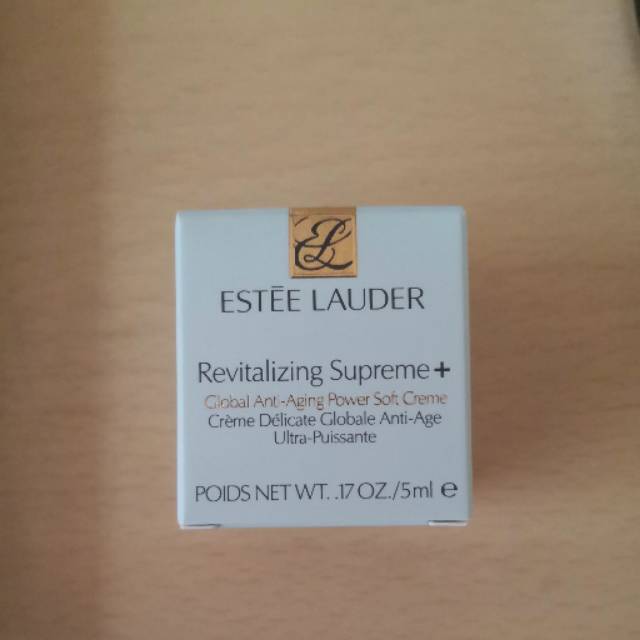 EL
ESTĒE LAUDER
Revitalizing Supreme+
Global Anti-Aging Power Soft Creme
Crème Délicate Globale Anti-Age
Ultra-Puissante
POIDS NET WT. .17 OZ./5ml e